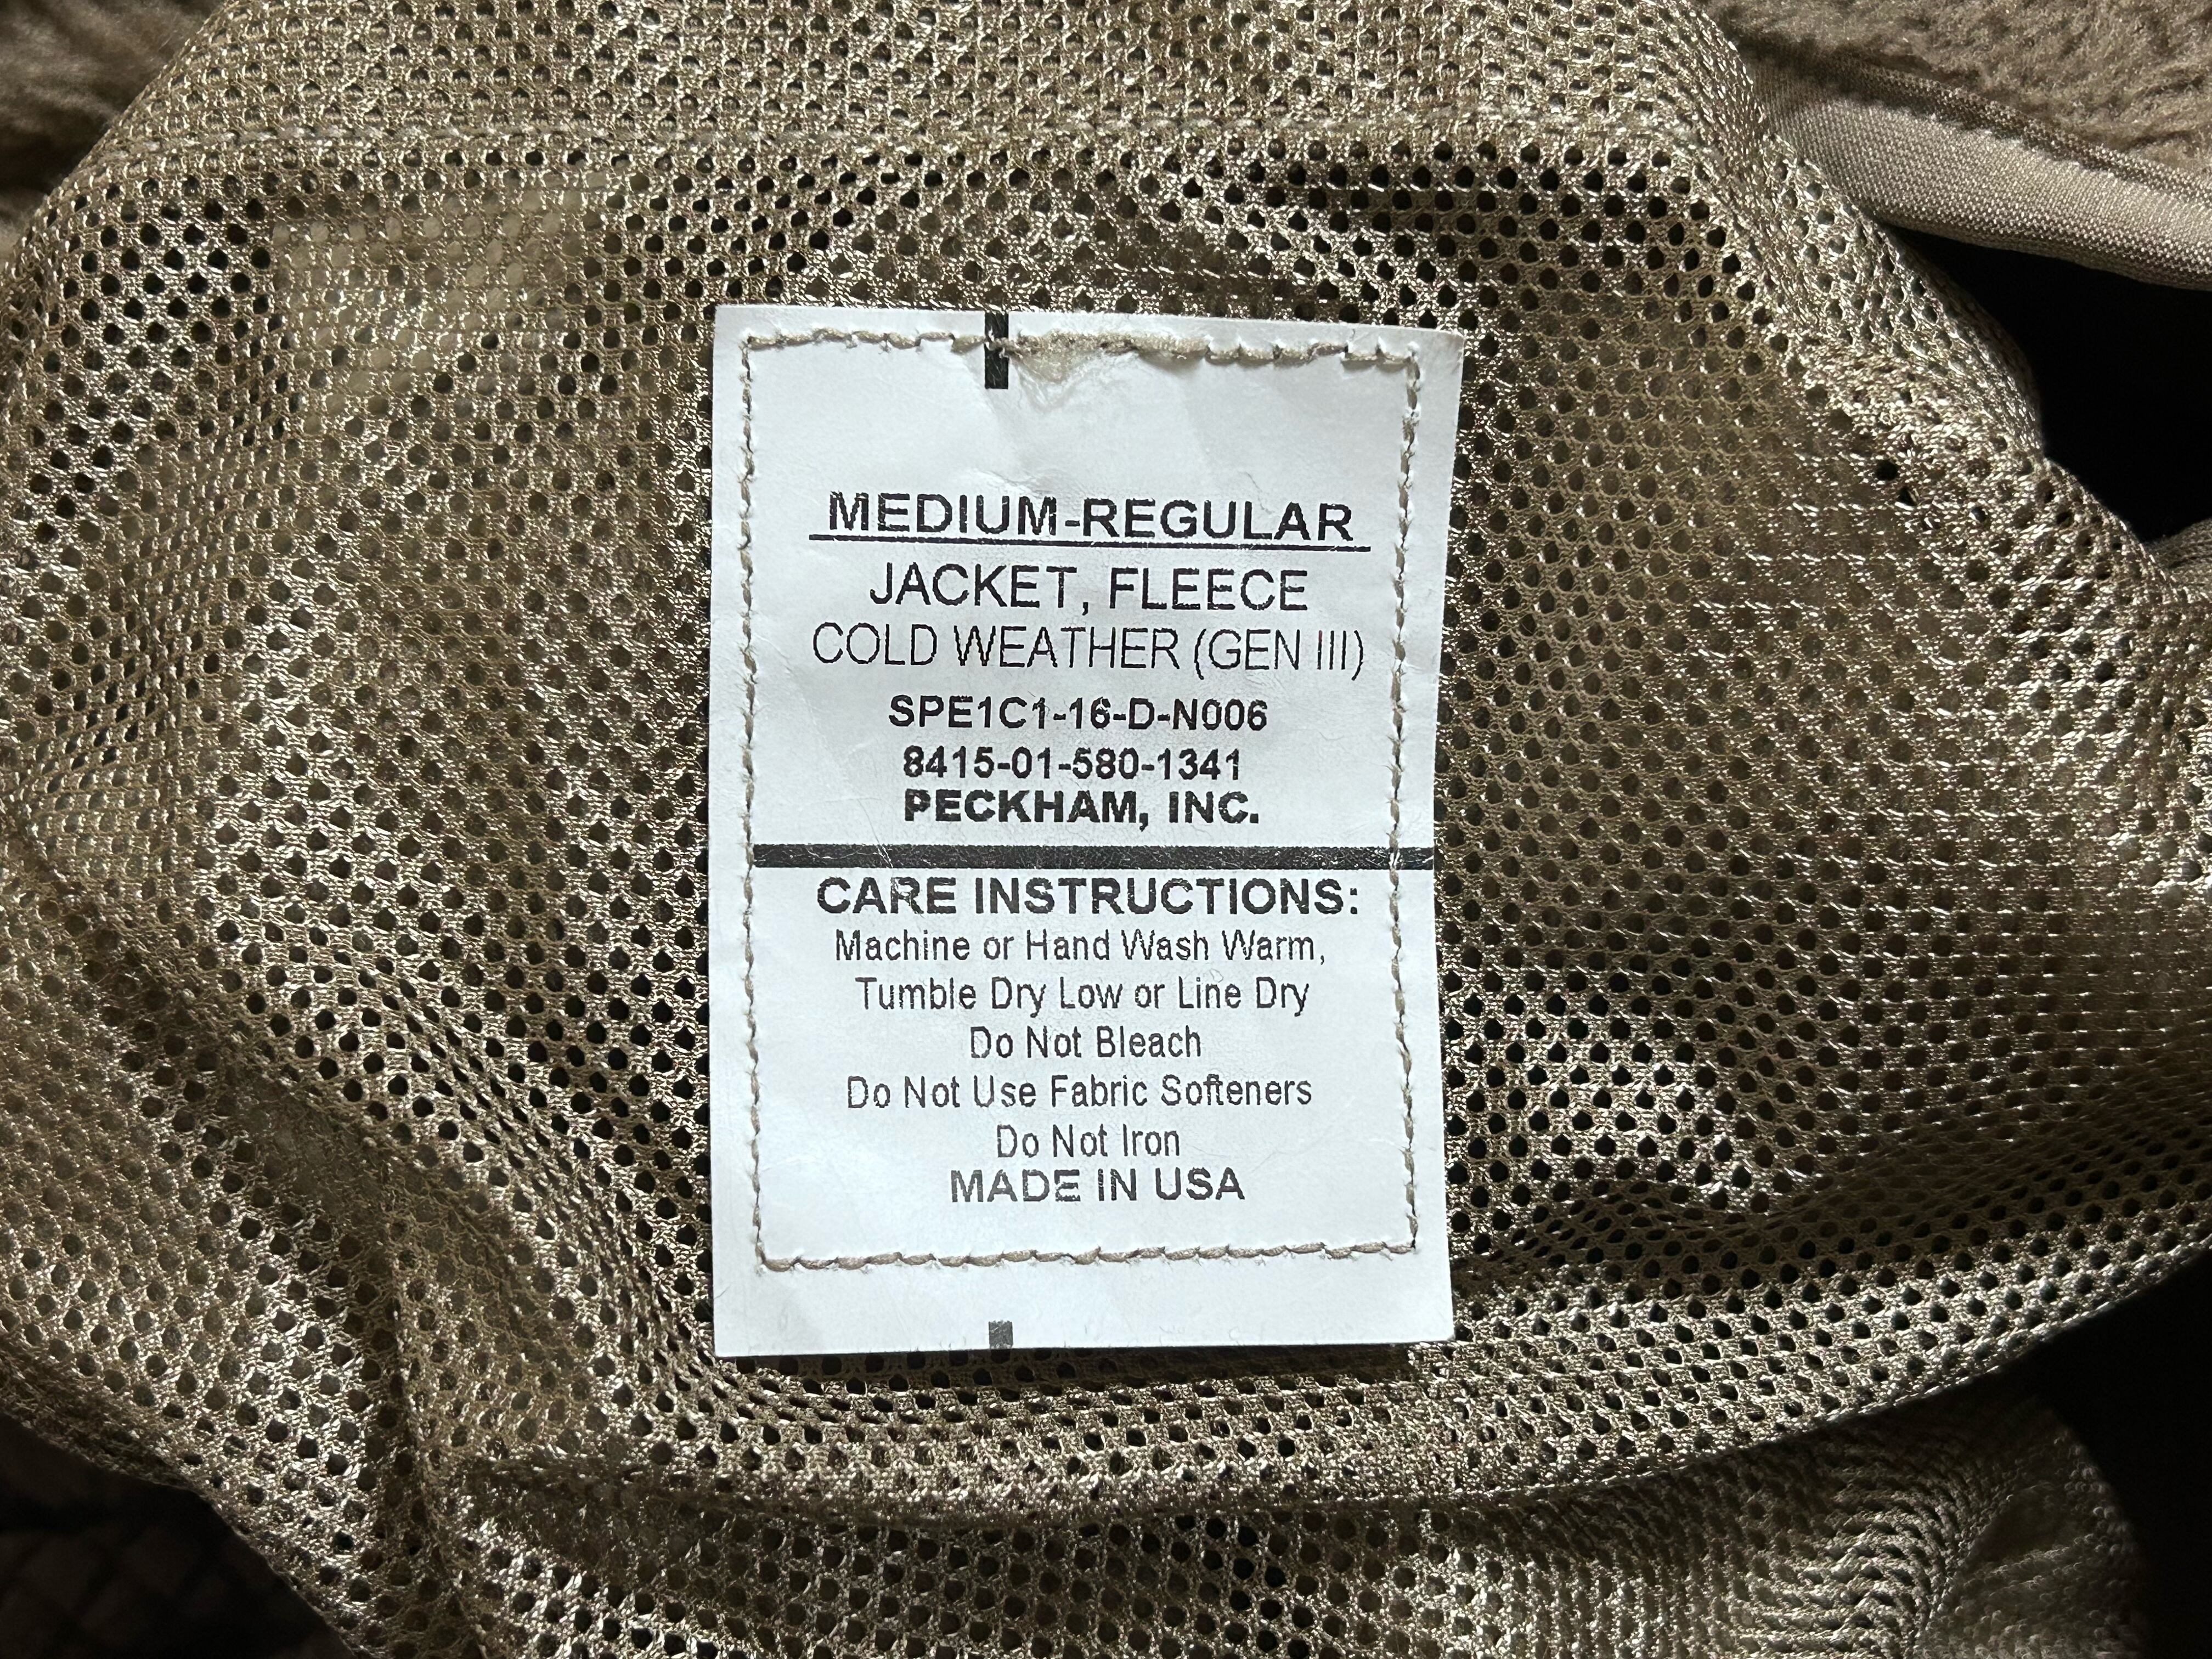 MEDIUM-REGULAR
JACKET, FLEECE
COLD WEATHER (GEN III)
SPE1C1-16-D-N006
8415-01-580-1341
PECKHAM, INC.
CARE INSTRUCTIONS:
Machine or Hand Wash Warm,
Tumble Dry Low or Line Dry
Do Not Bleach
Do Not Use Fabric Softeners
Do Not Iron
MADE IN USA